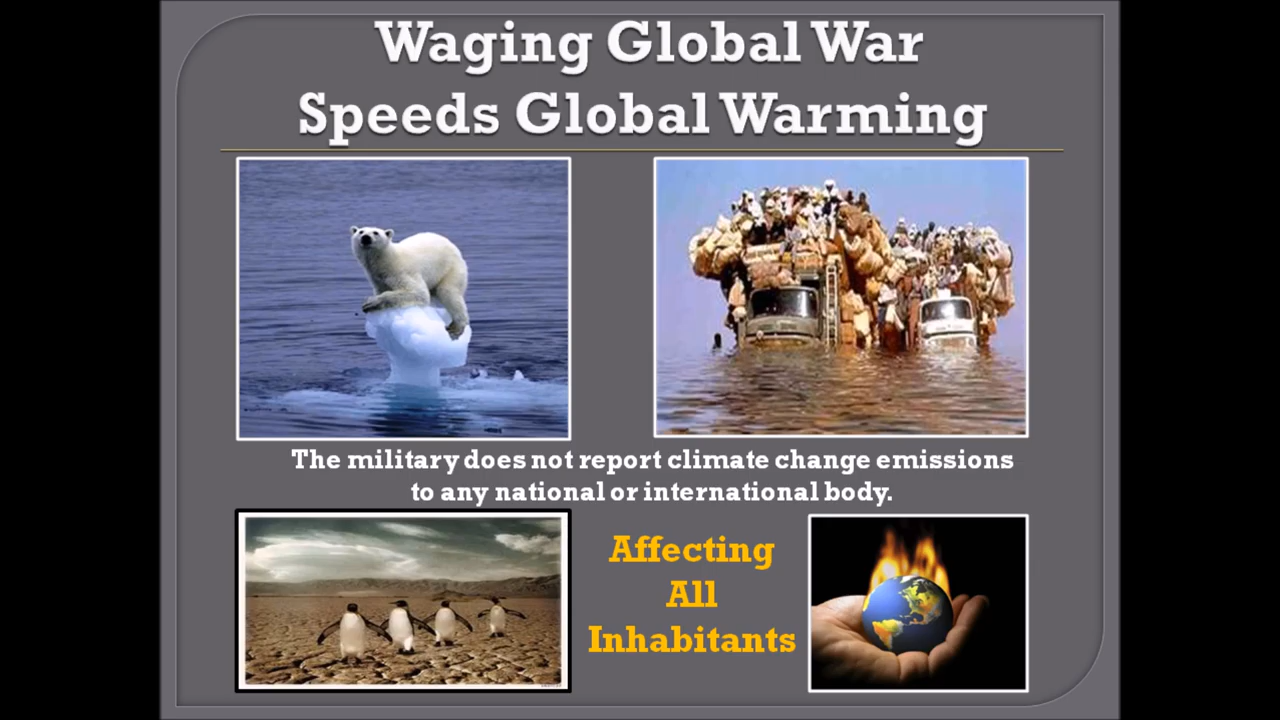 Waging Global War
Speeds Global Warming
The military does not report climate change emissions
to any national or international body.
Affecting
All
Inhabitants